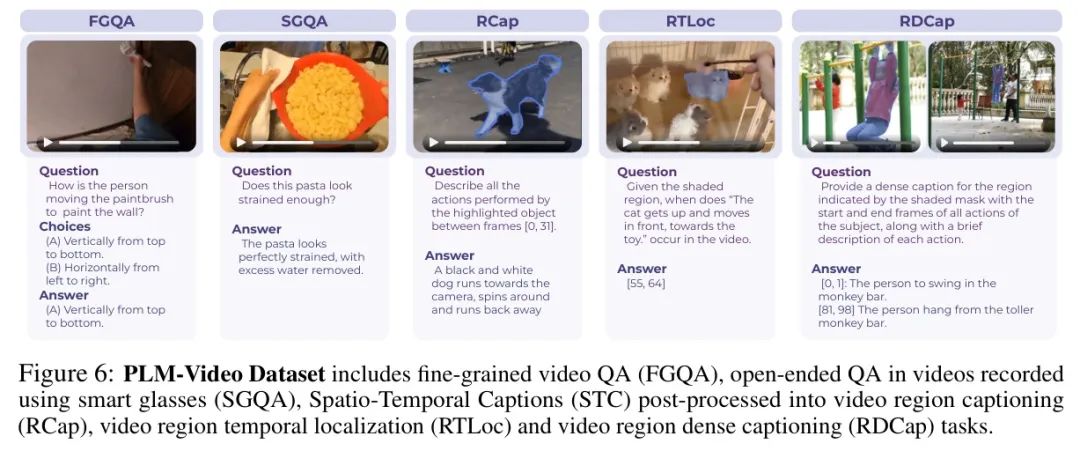 FGQA
Question
How is the person
moving the paintbrush
to paint the wall?
Choices
(A) Vertically from top
to bottom.
(B) Horizontally from
left to right.
Answer
(A) Vertically from top
to bottom.
SGQA
Question
Does this pasta look
strained enough?
Answer
The pasta looks
perfectly strained, with
excess water removed.
RCap
Question
Describe all the
actions performed by
the highlighted object
between frames [0, 31].
Answer
A black and white
dog runs towards the
camera, spins around
and runs back away
RTLoc
Question
Given the shaded
region, when does “The
cat gets up and moves
in front, towards the
toy.” occur in the video.
Answer
[55, 64]
RDCap
Question
Provide a dense caption for the region
indicated by the shaded mask with the
start and end frames of all actions of
the subject, along with a brief
description of each action.
Answer
[0, 1]: The person to swing in the
monkey bar.
[81, 98] The person hang from the toller
monkey bar.
Figure 6: PLM-Video Dataset includes fine-grained video QA (FGQA), open-ended QA in videos recorded
using smart glasses (SGQA), Spatio-Temporal Captions (STC) post-processed into video region captioning
(RCap), video region temporal localization (RTLoc) and video region dense captioning (RDCap) tasks.